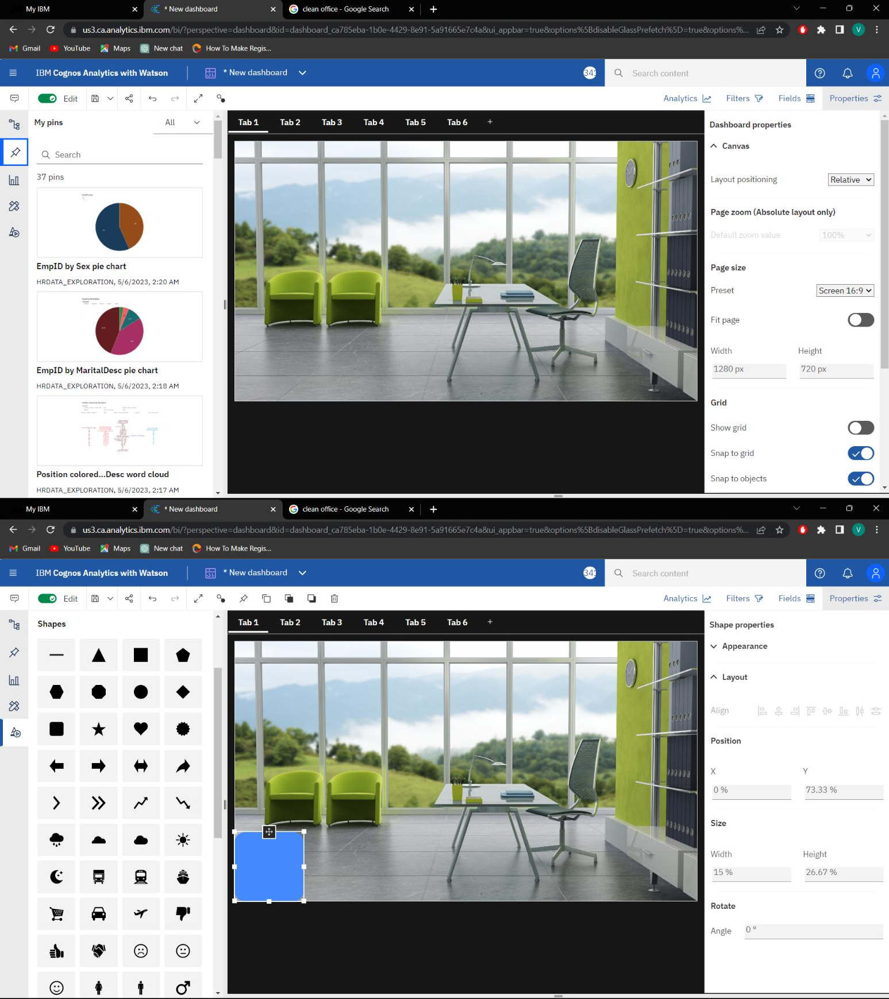 My IBM
* New dashboard
clean office - Google Search
us3.ca.analytics.ibm.com/bi/?perspective=dashboard&id=dashboard_ca785eba-1b0e-4429-8e91-5a91665e7c4a&ui_appbar=true&options%5BdisableGlassPrefetch%5D=true&options%...
V
Gmail
YouTube
Maps
New chat
How To Make Regis...
IBM Cognos Analytics with Watson
* New dashboard
341
Search content
Edit
Analytics
Filters
Fields
Properties
My pins
All
Search
37 pins
EmpID by Sex pie chart
HRDATA_EXPLORATION, 5/6/2023, 2:20 AM
EmpID by MaritalDesc pie chart
HRDATA_EXPLORATION, 5/6/2023, 2:18 AM
Position colored...Desc word cloud
HRDATA_EXPLORATION, 5/6/2023, 2:17 AM
Tab 1
Tab 2
Tab 3
Tab 4
Tab 5
Tab 6
Dashboard properties
Canvas
Layout positioning
Relative
Page zoom (Absolute layout only)
Default zoom value
100%
Page size
Preset
Screen 16:9
Fit page
Width
Height
1280 px
720 px
Grid
Show grid
Snap to grid
Snap to objects
My IBM
* New dashboard
clean office - Google Search
us3.ca.analytics.ibm.com/bi/?perspective=dashboard&id=dashboard_ca785eba-1b0e-4429-8e91-5a91665e7c4a&ui_appbar=true&options%5BdisableGlassPrefetch%5D=true&options%...
V
Gmail
YouTube
Maps
New chat
How To Make Regis...
IBM Cognos Analytics with Watson
* New dashboard
341
Search content
Edit
Analytics
Filters
Fields
Properties
Shapes
Tab 1
Tab 2
Tab 3
Tab 4
Tab 5
Tab 6
Shape properties
Appearance
Layout
Align
Position
X
Y
0 %
73.33 %
Size
Width
Height
15 %
26.67 %
Rotate
Angle
0 °